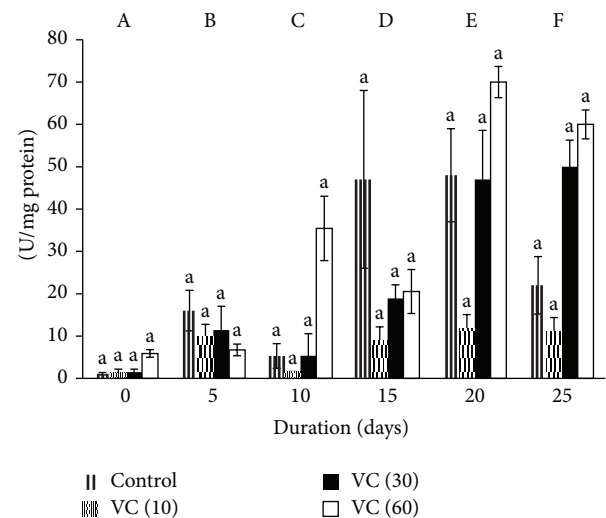 A B C D E F
80
70
60
50
40
30
20
10
0
(U/mg protein)
a a a a
a a a a
a a a a
a a a a
a a a a
a a a a
0 5 10 15 20 25
Duration (days)
Control VC (30)
VC (10) VC (60)